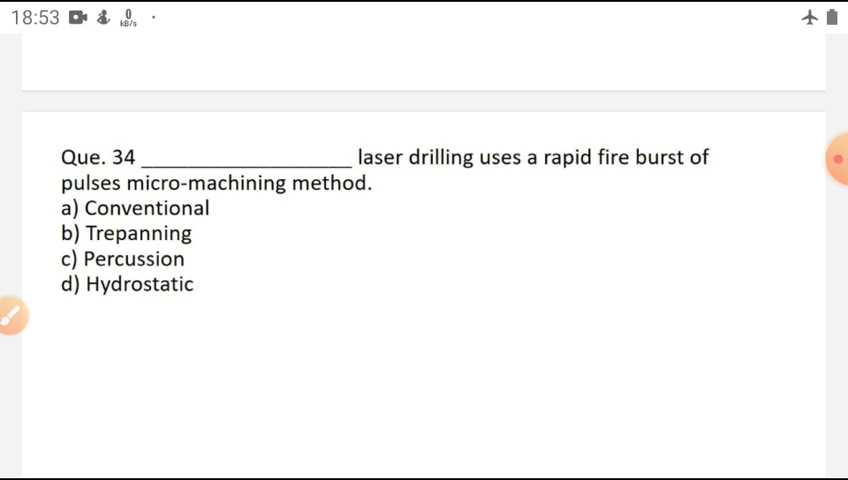 18:53 0 kB/s
Que. 34 __________________ laser drilling uses a rapid fire burst of
pulses micro-machining method.
a) Conventional
b) Trepanning
c) Percussion
d) Hydrostatic